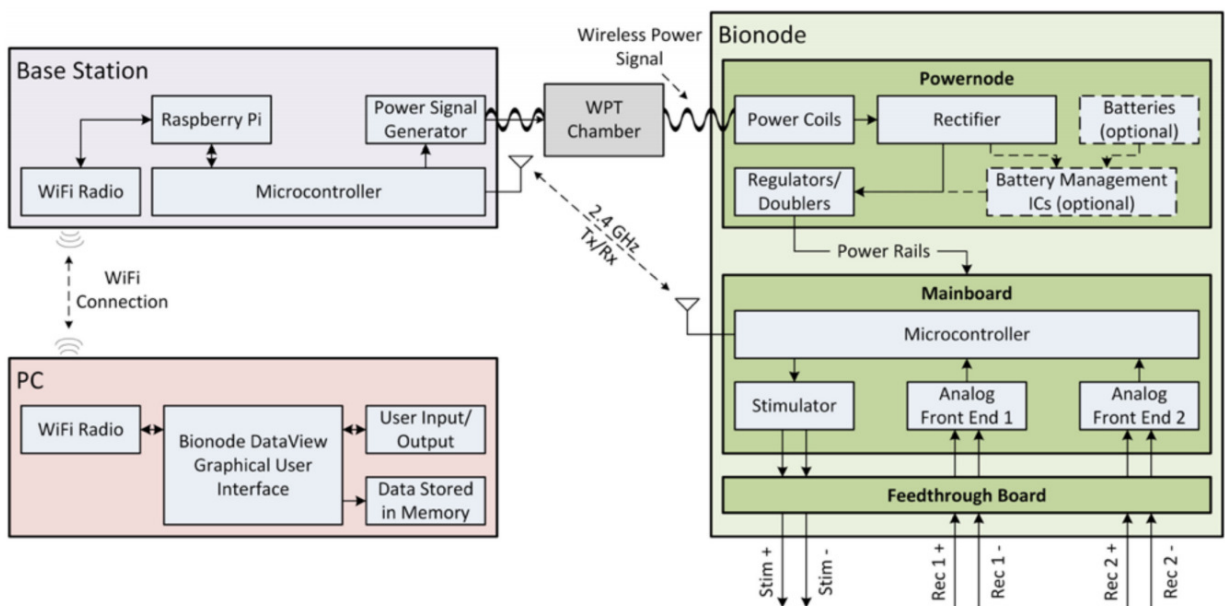 Base Station
Raspberry Pi
Power Signal
Generator
WiFi Radio
Microcontroller
WiFi
Connection
PC
WiFi Radio
Bionode DataView
Graphical User
Interface
User Input/
Output
Data Stored
in Memory
Wireless Power
Signal
WPT
Chamber
2.4 GHz
Tx/Rx
Bionode
Powernode
Power Coils
Rectifier
Batteries
(optional)
Regulators/
Doublers
Battery Management
ICs (optional)
Power Rails
Mainboard
Microcontroller
Stimulator
Analog
Front End 1
Analog
Front End 2
Feedthrough Board
Stim +
Stim -
Rec 1 +
Rec 1 -
Rec 2 +
Rec 2 -